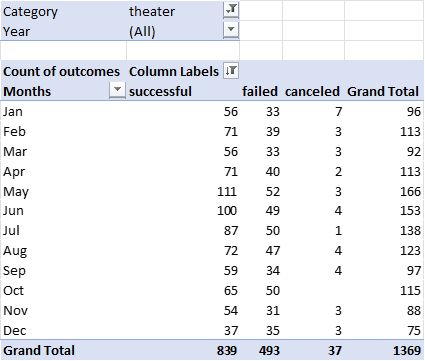 Category theater
Year (All)
Count of outcomes Column Labels
Months successful failed canceled Grand Total
Jan 56 33 7 96
Feb 71 39 3 113
Mar 56 33 3 92
Apr 71 40 2 113
May 111 52 3 166
Jun 100 49 4 153
Jul 87 50 1 138
Aug 72 47 4 123
Sep 59 34 4 97
Oct 65 50 115
Nov 54 31 3 88
Dec 37 35 3 75
Grand Total 839 493 37 1369